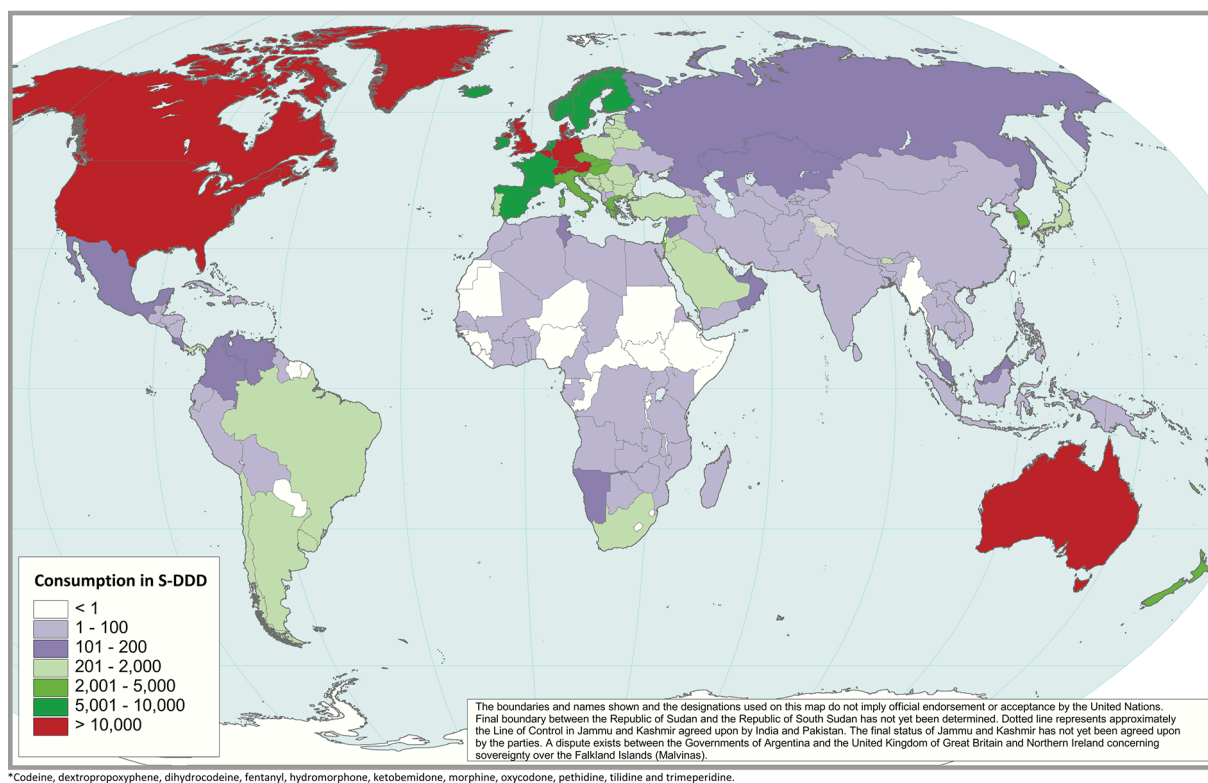 Consumption in S-DDD
< 1
1 - 100
101 - 200
201 - 2,000
2,001 - 5,000
5,001 - 10,000
> 10,000
The boundaries and names shown and the designations used on this map do not imply official endorsement or acceptance by the United Nations.
Final boundary between the Republic of Sudan and the Republic of South Sudan has not yet been determined. Dotted line represents approximately
the Line of Control in Jammu and Kashmir agreed upon by India and Pakistan. The final status of Jammu and Kashmir has not yet been agreed upon
by the parties. A dispute exists between the Governments of Argentina and the United Kingdom of Great Britain and Northern Ireland concerning
sovereignty over the Falkland Islands (Malvinas).
*Codeine, dextropropoxyphene, dihydrocodeine, fentanyl, hydromorphone, ketobemidone, morphine, oxycodone, pethidine, tilidine and trimeperidine.